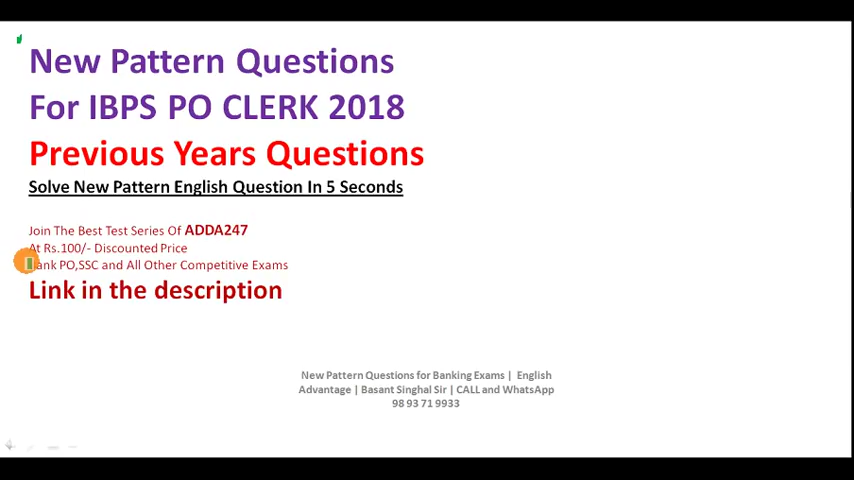 New Pattern Questions
For IBPS PO CLERK 2018
Previous Years Questions
Solve New Pattern English Question In 5 Seconds
Join The Best Test Series Of ADDA247
At Rs.100/- Discounted Price
Bank PO,SSC and All Other Competitive Exams
Link in the description
New Pattern Questions for Banking Exams | English
Advantage | Basant Singhal Sir | CALL and WhatsApp
98 93 71 9933